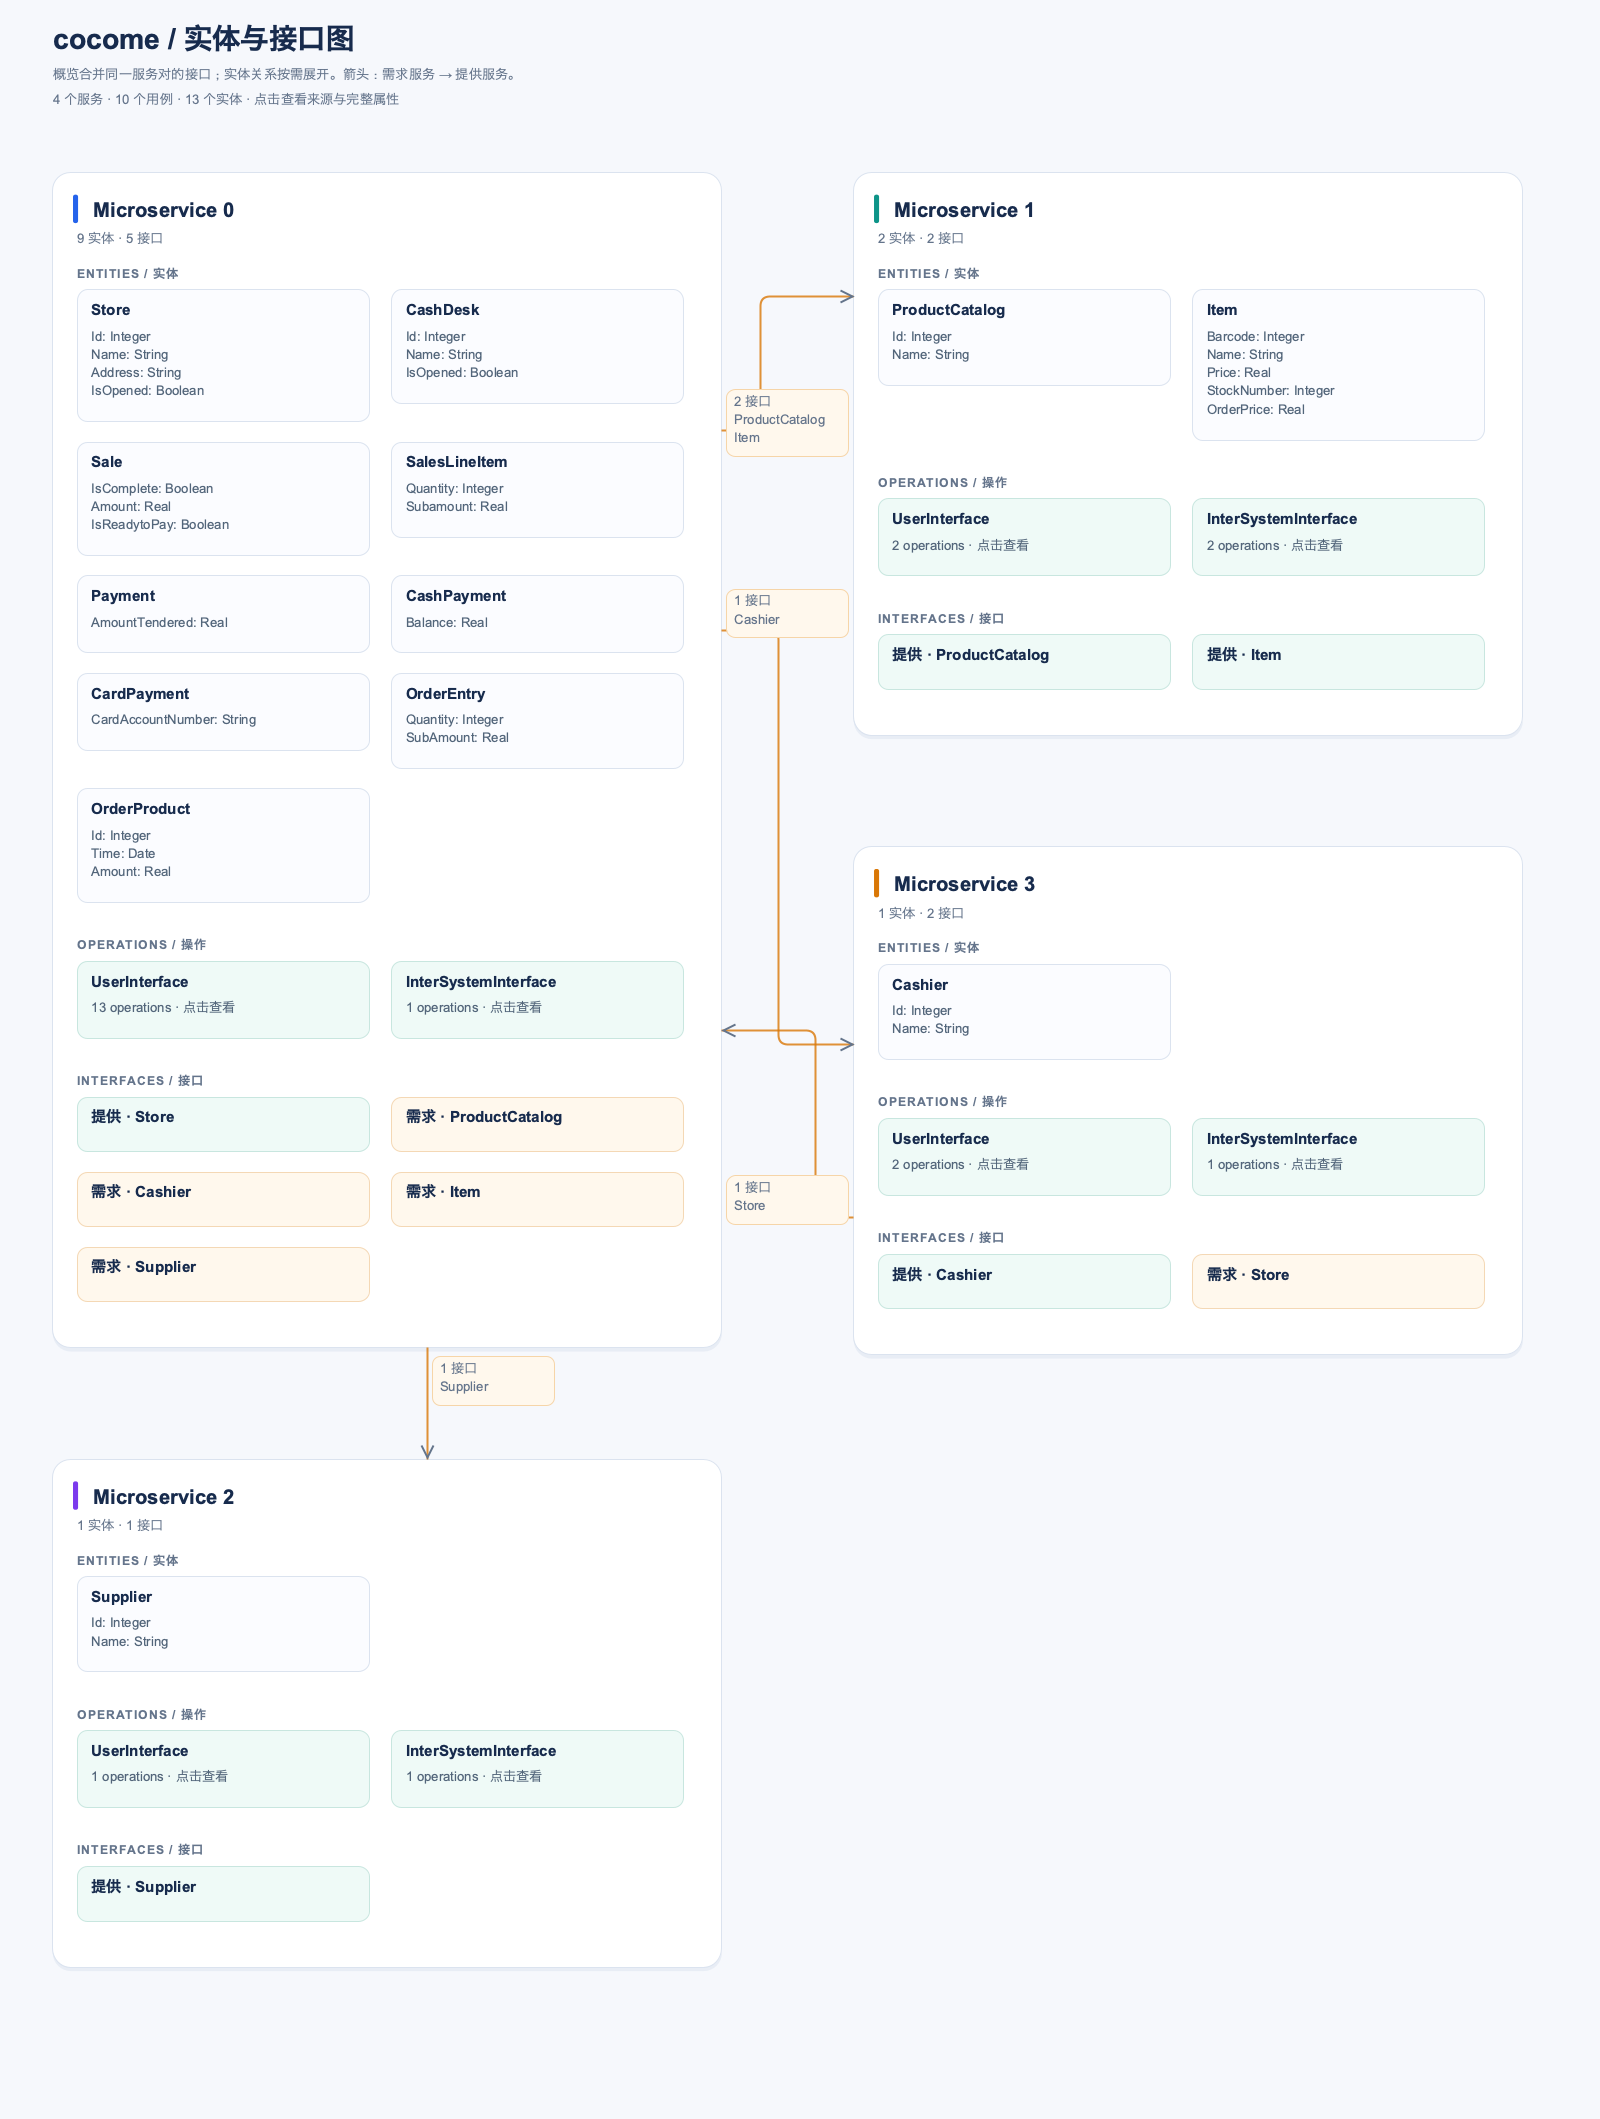 cocome / 实体与接口图
概览合并同一服务对的接口；实体关系按需展开。箭头：需求服务 → 提供服务。
4 个服务 · 10 个用例 · 13 个实体 · 点击查看来源与完整属性
Microservice 0
9 实体 · 5 接口
ENTITIES / 实体
Store
Id: Integer
Name: String
Address: String
IsOpened: Boolean
CashDesk
Id: Integer
Name: String
IsOpened: Boolean
Sale
IsComplete: Boolean
Amount: Real
IsReadytoPay: Boolean
SalesLineItem
Quantity: Integer
Subamount: Real
Payment
AmountTendered: Real
CashPayment
Balance: Real
CardPayment
CardAccountNumber: String
OrderEntry
Quantity: Integer
SubAmount: Real
OrderProduct
Id: Integer
Time: Date
Amount: Real
OPERATIONS / 操作
UserInterface
13 operations · 点击查看
InterSystemInterface
1 operations · 点击查看
INTERFACES / 接口
提供 · Store
需求 · ProductCatalog
需求 · Cashier
需求 · Item
需求 · Supplier
2 接口
ProductCatalog
Item
1 接口
Cashier
1 接口
Store
1 接口
Supplier
Microservice 1
2 实体 · 2 接口
ENTITIES / 实体
ProductCatalog
Id: Integer
Name: String
Item
Barcode: Integer
Name: String
Price: Real
StockNumber: Integer
OrderPrice: Real
OPERATIONS / 操作
UserInterface
2 operations · 点击查看
InterSystemInterface
2 operations · 点击查看
INTERFACES / 接口
提供 · ProductCatalog
提供 · Item
Microservice 3
1 实体 · 2 接口
ENTITIES / 实体
Cashier
Id: Integer
Name: String
OPERATIONS / 操作
UserInterface
2 operations · 点击查看
InterSystemInterface
1 operations · 点击查看
INTERFACES / 接口
提供 · Cashier
需求 · Store
Microservice 2
1 实体 · 1 接口
ENTITIES / 实体
Supplier
Id: Integer
Name: String
OPERATIONS / 操作
UserInterface
1 operations · 点击查看
InterSystemInterface
1 operations · 点击查看
INTERFACES / 接口
提供 · Supplier